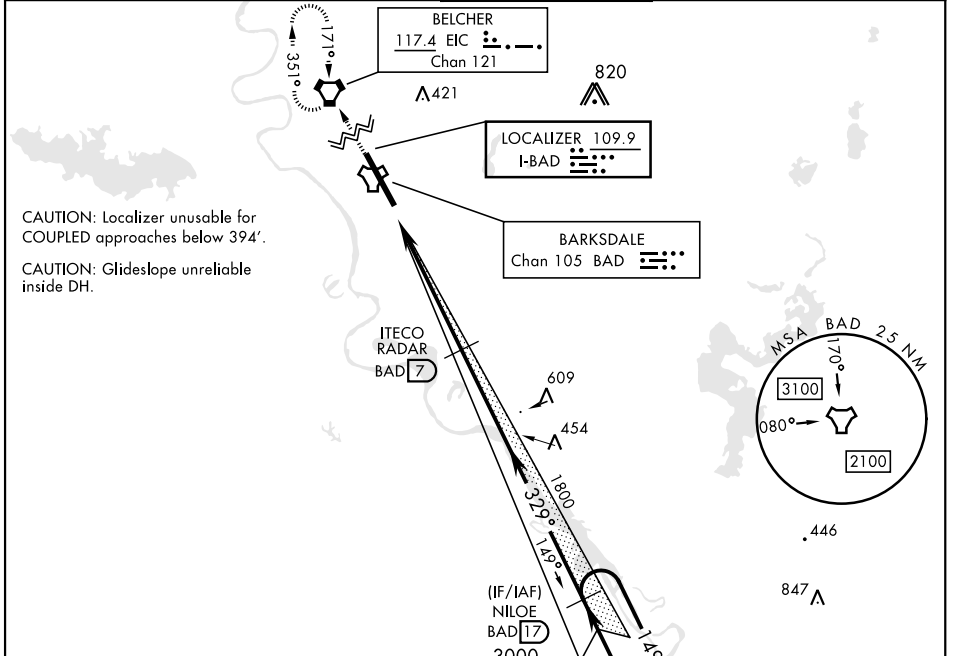 BELCHER
117.4 EIC
Chan 121
171°
351°
421
820
LOCALIZER 109.9
I-BAD
CAUTION: Localizer unusable for
COUPLED approaches below 394'.
CAUTION: Glideslope unreliable
inside DH.
BARKSDALE
Chan 105 BAD
ITECO
RADAR
BAD 7
609
454
MSA BAD 25 NM
170°
3100
080°
2100
1800
329°
149°
446
847
(IF/IAF)
NILOE
BAD 17
3000
149